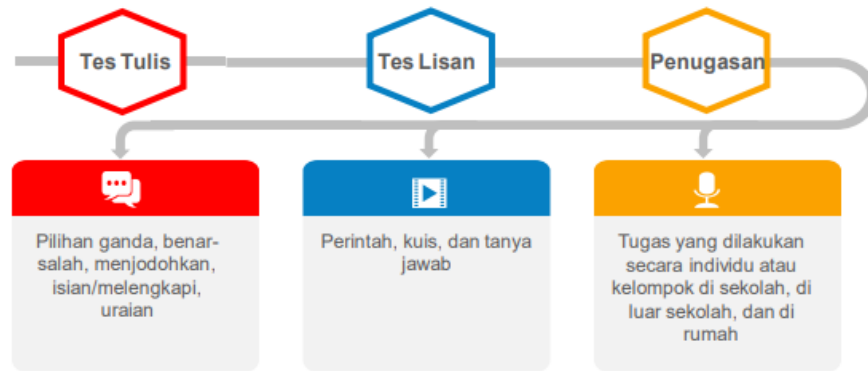 Tes Tulis
Tes Lisan
Penugasan
Pilihan ganda, benar-
salah, menjodohkan,
isian/melengkapi,
uraian
Perintah, kuis, dan tanya
jawab
Tugas yang dilakukan
secara individu atau
kelompok di sekolah, di
luar sekolah, dan di
rumah